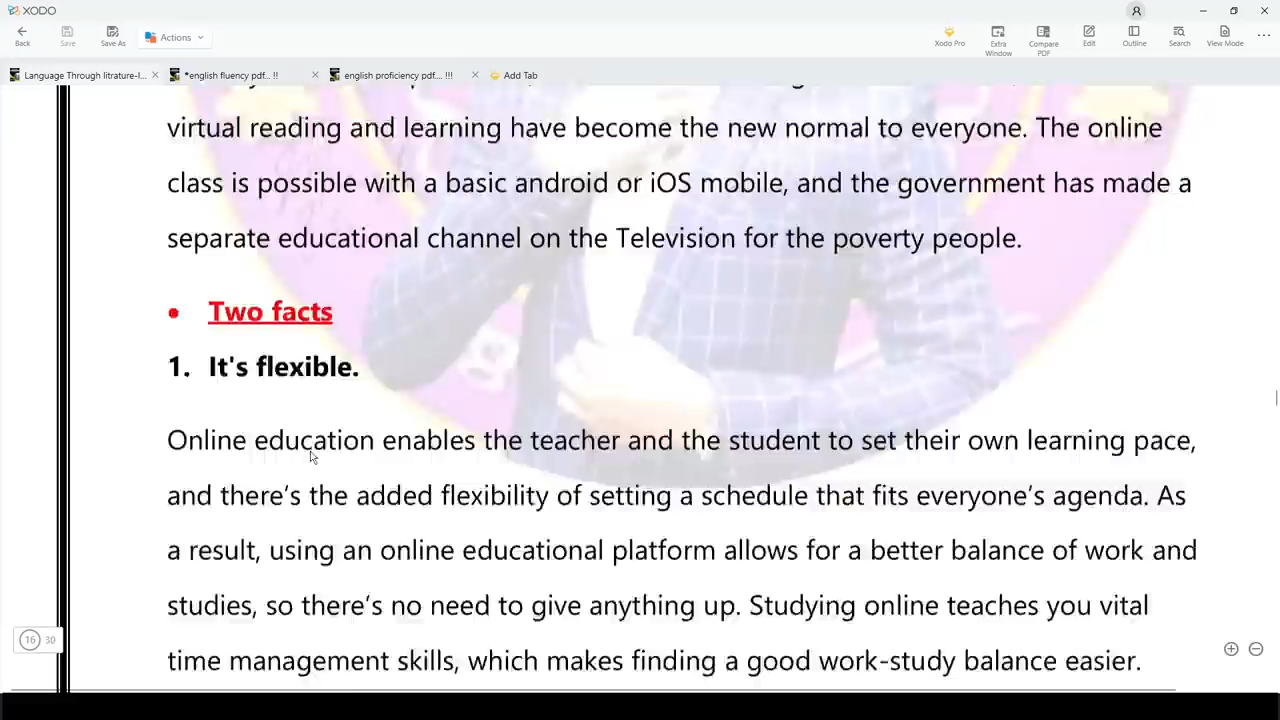 XODO
Back
Save
Save As
Actions
Xodo Pro
Extra Window
Compare PDF
Edit
Outline
Search
View Mode
Language Through litrature-I...
*english fluency pdf.. !!
english proficiency pdf... !!!
Add Tab
virtual reading and learning have become the new normal to everyone. The online
class is possible with a basic android or iOS mobile, and the government has made a
separate educational channel on the Television for the poverty people.
• Two facts
1. It's flexible.
Online education enables the teacher and the student to set their own learning pace,
and there's the added flexibility of setting a schedule that fits everyone's agenda. As
a result, using an online educational platform allows for a better balance of work and
studies, so there's no need to give anything up. Studying online teaches you vital
time management skills, which makes finding a good work-study balance easier.
16 30